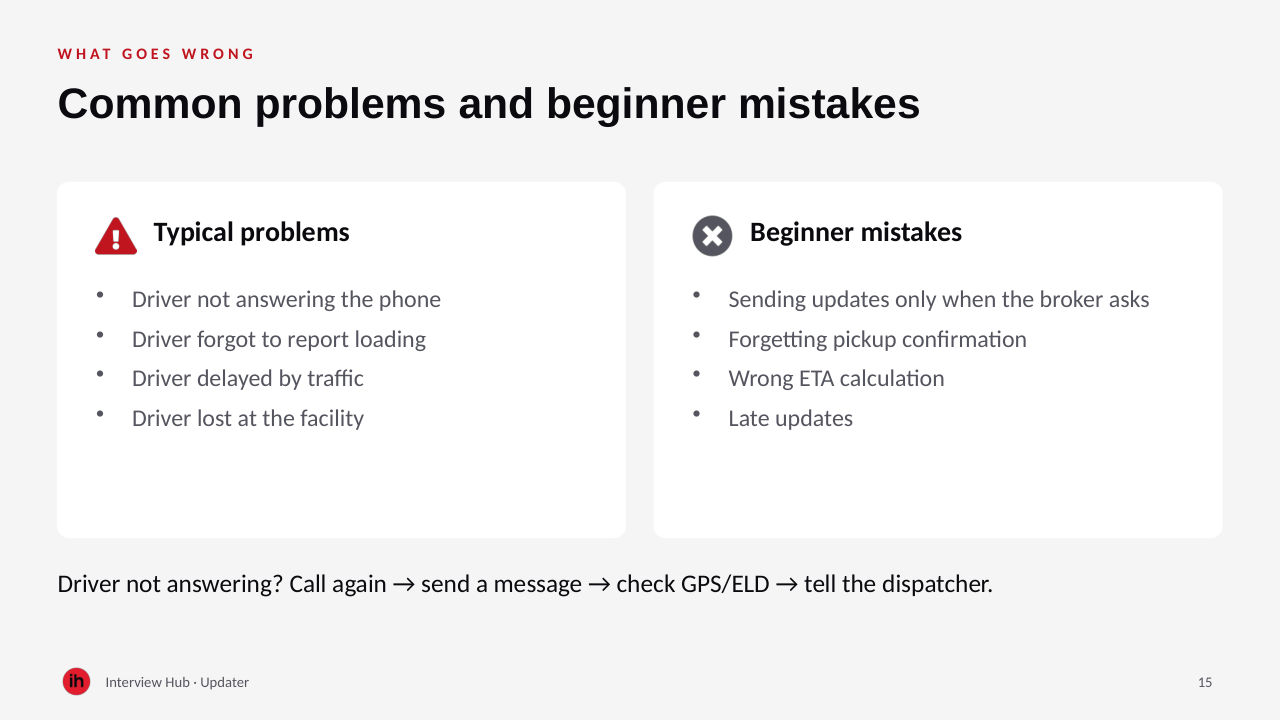 WHAT GOES WRONG
Common problems and beginner mistakes
Typical problems
• Driver not answering the phone
• Driver forgot to report loading
• Driver delayed by traffic
• Driver lost at the facility
Beginner mistakes
• Sending updates only when the broker asks
• Forgetting pickup confirmation
• Wrong ETA calculation
• Late updates
Driver not answering? Call again → send a message → check GPS/ELD → tell the dispatcher.
ih Interview Hub · Updater
15